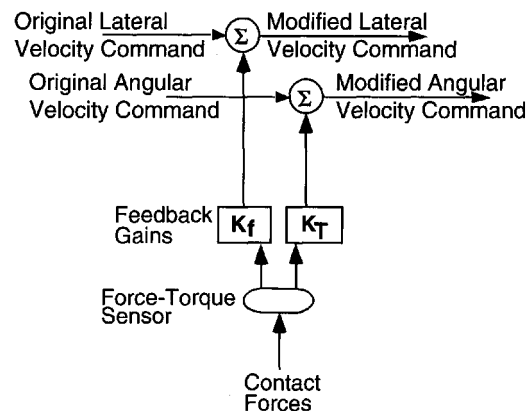 Original Lateral
Velocity Command
Σ
Modified Lateral
Velocity Command
Original Angular
Velocity Command
Σ
Modified Angular
Velocity Command
Feedback
Gains
Kf
KT
Force-Torque
Sensor
Contact
Forces